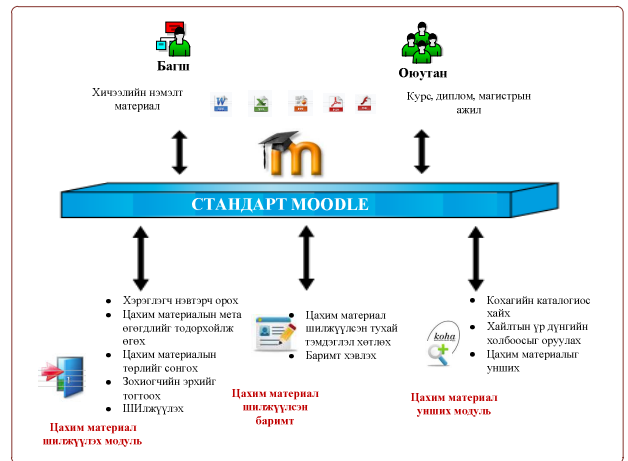 Багш
Оюутан
Хичээлийн нэмэлт
материал
Курс, диплом, магистрын
ажил
СТАНДАРТ MOODLE
• Хэрэглэгч нэвтэрч орох
• Цахим материалын мета
өгөгдлийг тодорхойлж
өгөх
• Цахим материалын
төрлийг сонгох
• Зохиогчийн эрхийг
тогтоох
• ШИлжүүлэх
Цахим материал
шилжүүлэх модуль
• Цахим материал
шилжүүлсэн тухай
тэмдэглэл хөтлөх
• Баримт хэвлэх
Цахим материал
шилжүүлсэн
баримт
koha
• Кохагийн каталогиос
хайх
• Хайлтын үр дүнгийн
холбоосыг оруулах
• Цахим материалыг
унших
Цахим материал
унших модуль